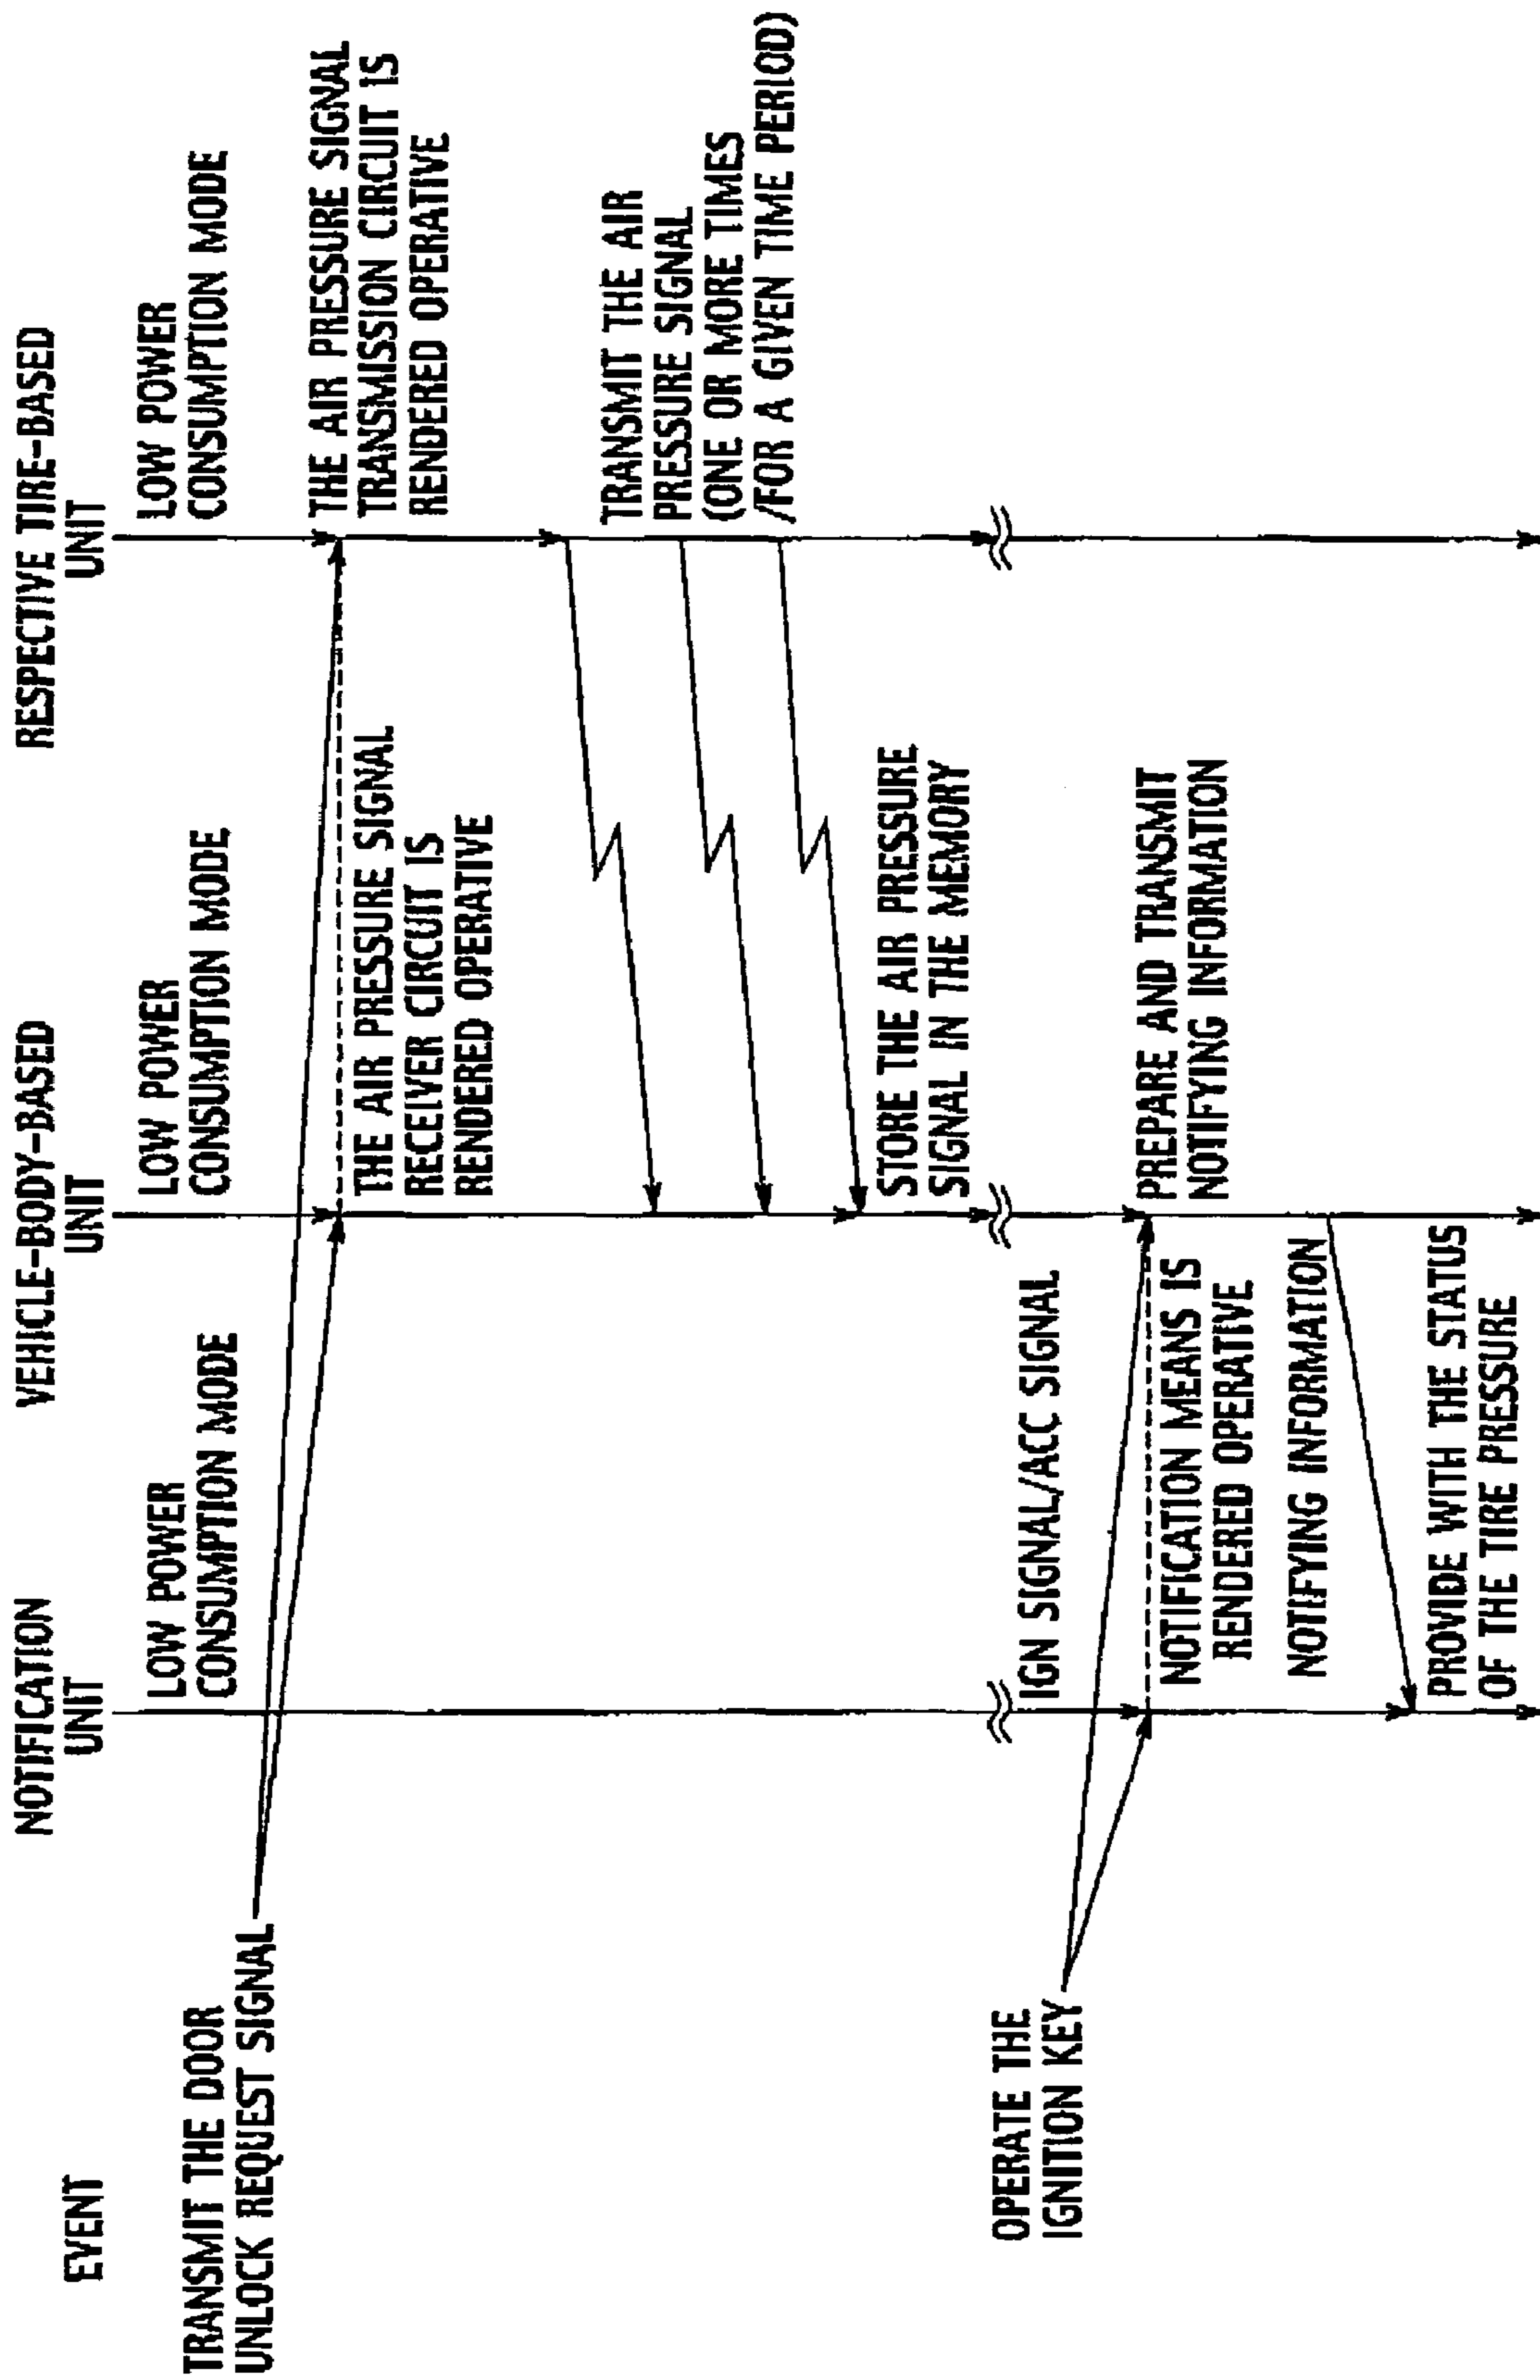 EVENT
NOTIFICATION
UNIT
VEHICLE-BODY-BASED
UNIT
RESPECTIVE TIRE-BASED
UNIT
TRANSMIT THE DOOR
UNLOCK REQUEST SIGNAL
LOW POWER
CONSUMPTION MODE
LOW POWER
CONSUMPTION MODE
LOW POWER
CONSUMPTION MODE
THE AIR PRESSURE SIGNAL
RECEIVER CIRCUIT IS
RENDERED OPERATIVE
THE AIR PRESSURE SIGNAL
TRANSMISSION CIRCUIT IS
RENDERED OPERATIVE
TRANSMIT THE AIR
PRESSURE SIGNAL
(ONE OR MORE TIMES
/FOR A GIVEN TIME PERIOD)
STORE THE AIR PRESSURE
SIGNAL IN THE MEMORY
OPERATE THE
IGNITION KEY
IGN SIGNAL/ACC SIGNAL
NOTIFICATION MEANS IS
RENDERED OPERATIVE
PREPARE AND TRANSMIT
NOTIFYING INFORMATION
NOTIFYING INFORMATION
PROVIDE WITH THE STATUS
OF THE TIRE PRESSURE